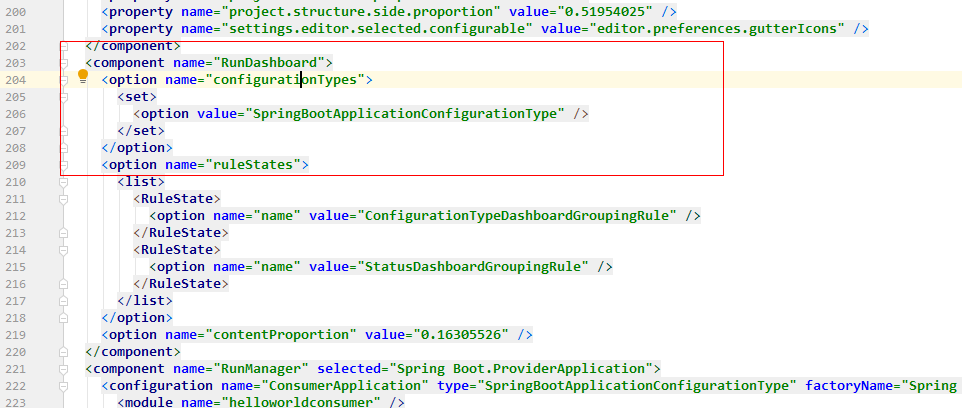 200 <property name="project.structure.side.proportion" value="0.51954025" />
201 <property name="settings.editor.selected.configurable" value="editor.preferences.gutterIcons" />
202 </component>
203 <component name="RunDashboard">
204 <option name="configurationTypes">
205 <set>
206 <option value="SpringBootApplicationConfigurationType" />
207 </set>
208 </option>
209 <option name="ruleStates">
210 <list>
211 <RuleState>
212 <option name="name" value="ConfigurationTypeDashboardGroupingRule" />
213 </RuleState>
214 <RuleState>
215 <option name="name" value="StatusDashboardGroupingRule" />
216 </RuleState>
217 </list>
218 </option>
219 <option name="contentProportion" value="0.16305526" />
220 </component>
221 <component name="RunManager" selected="Spring Boot.ProviderApplication">
222 <configuration name="ConsumerApplication" type="SpringBootApplicationConfigurationType" factoryName="Spring
223 <module name="helloworldconsumer" />